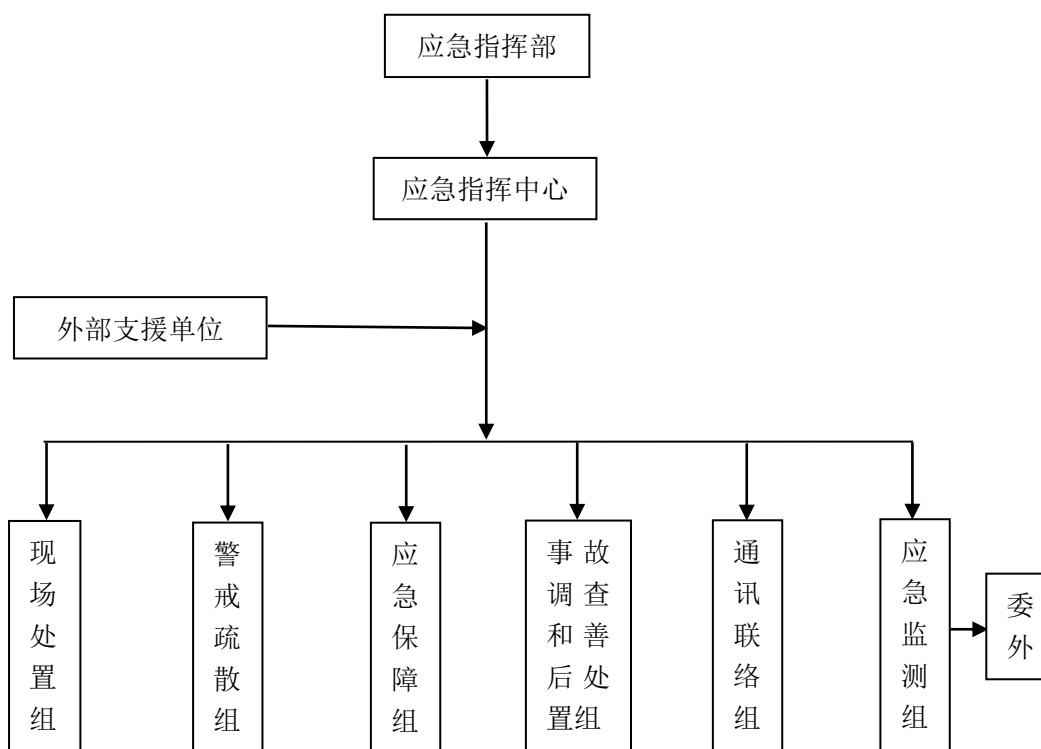 应急指挥部
应急指挥中心
外部支援单位
现场处置组
警戒疏散组
应急保障组
事故
调查
和善
后处
置组
通讯联络组
应急监测组
委外